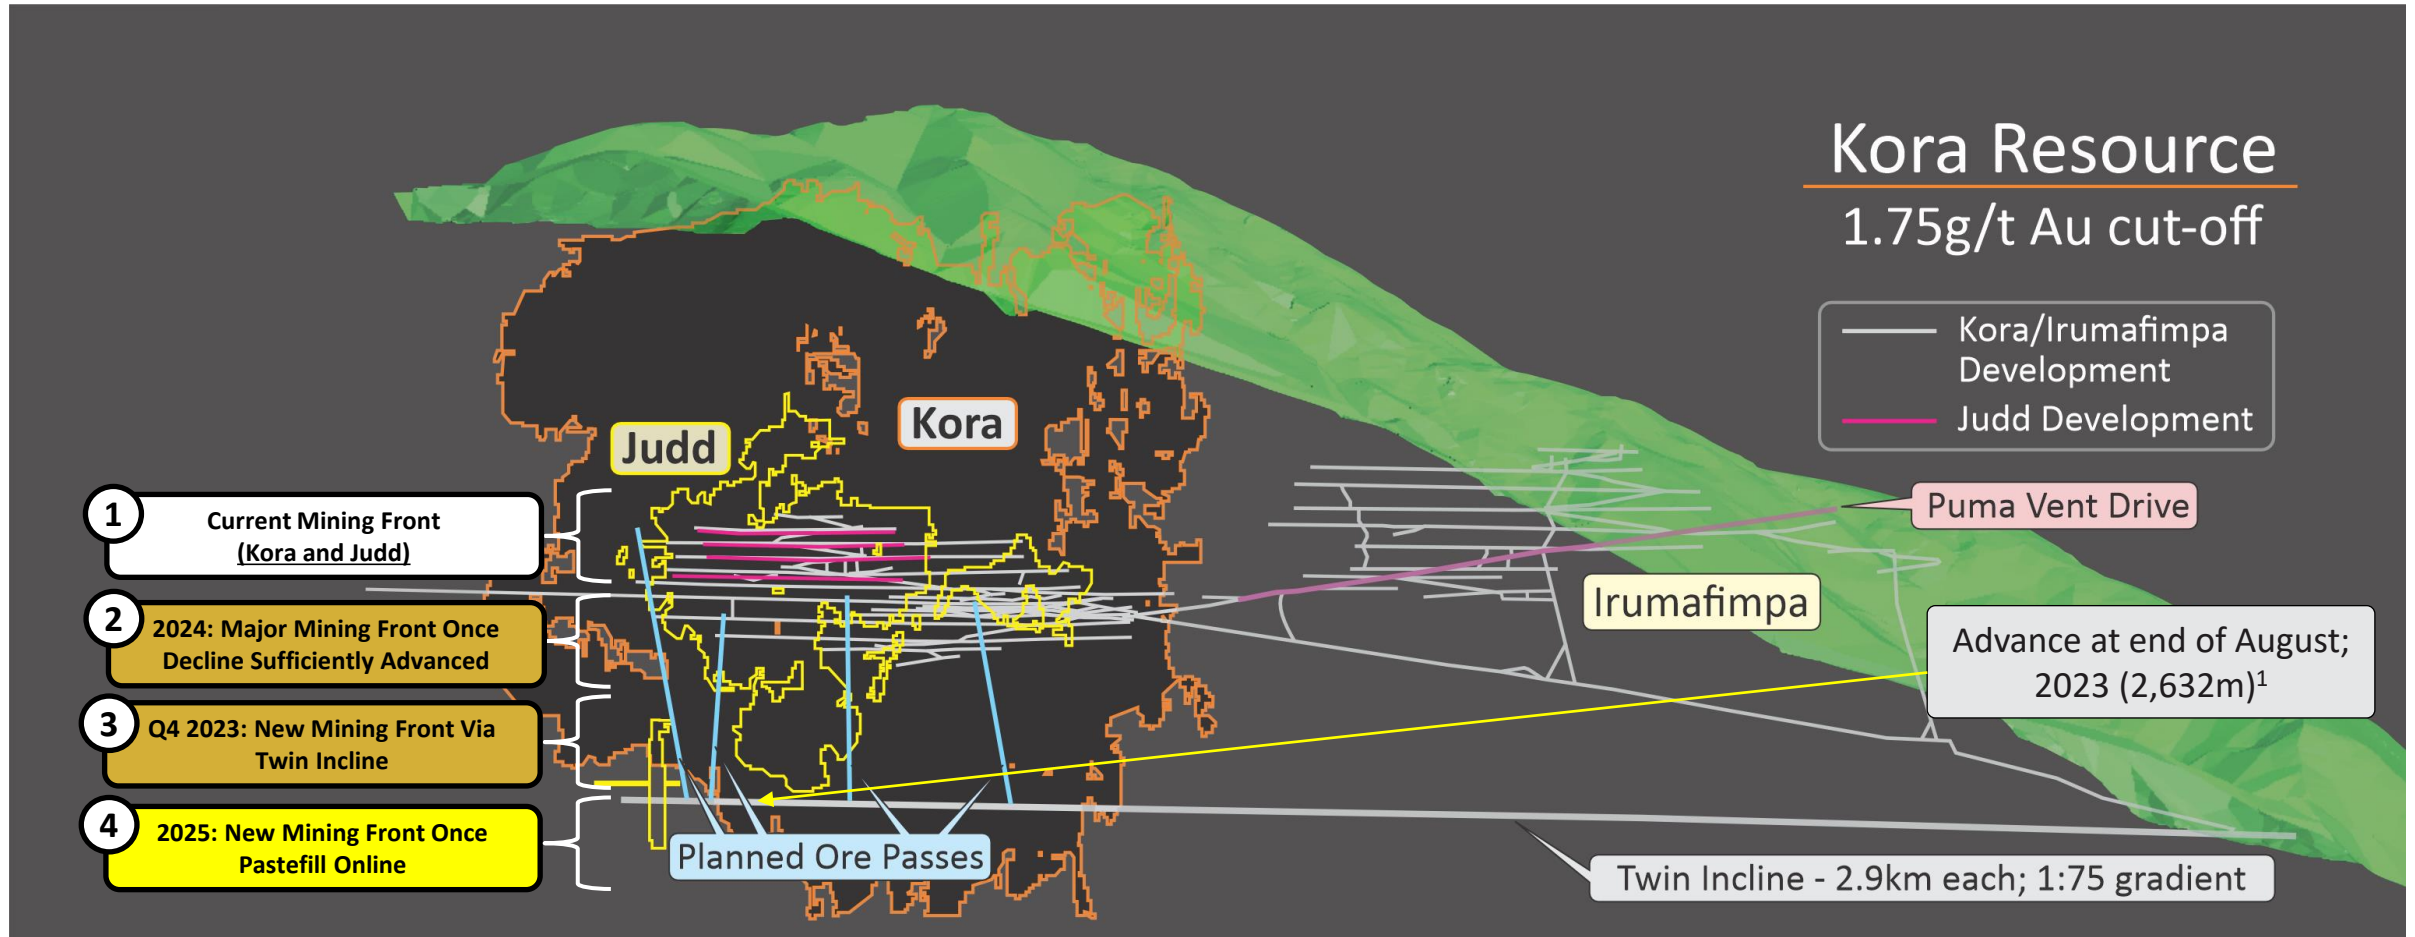 Kora Resource
1.75g/t Au cut-off
Kora/Irumafimpa
Development
Judd Development
Kora
Judd
1
Current Mining Front
(Kora and Judd)
2
2024: Major Mining Front Once
Decline Sufficiently Advanced
3
Q4 2023: New Mining Front Via
Twin Incline
4
2025: New Mining Front Once
Pastefill Online
Puma Vent Drive
Irumafimpa
Advance at end of August;
2023 (2,632m)¹
Planned Ore Passes
Twin Incline - 2.9km each; 1:75 gradient